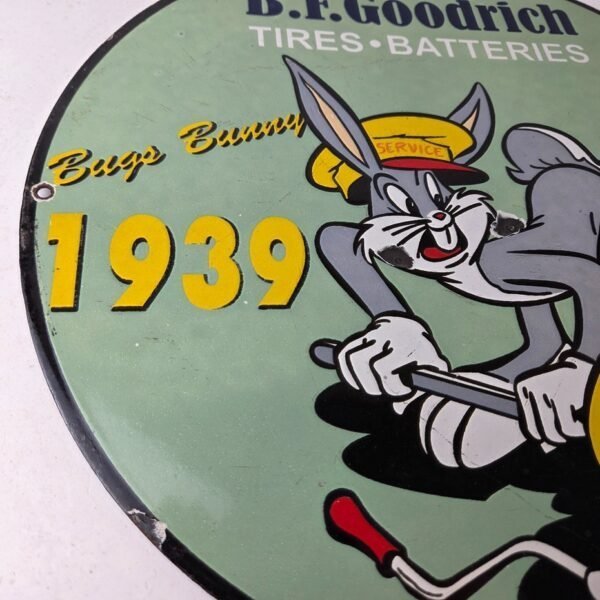 B.F.Goodrich
TIRES • BATTERIES
Bugs Bunny
SERVICE
1939